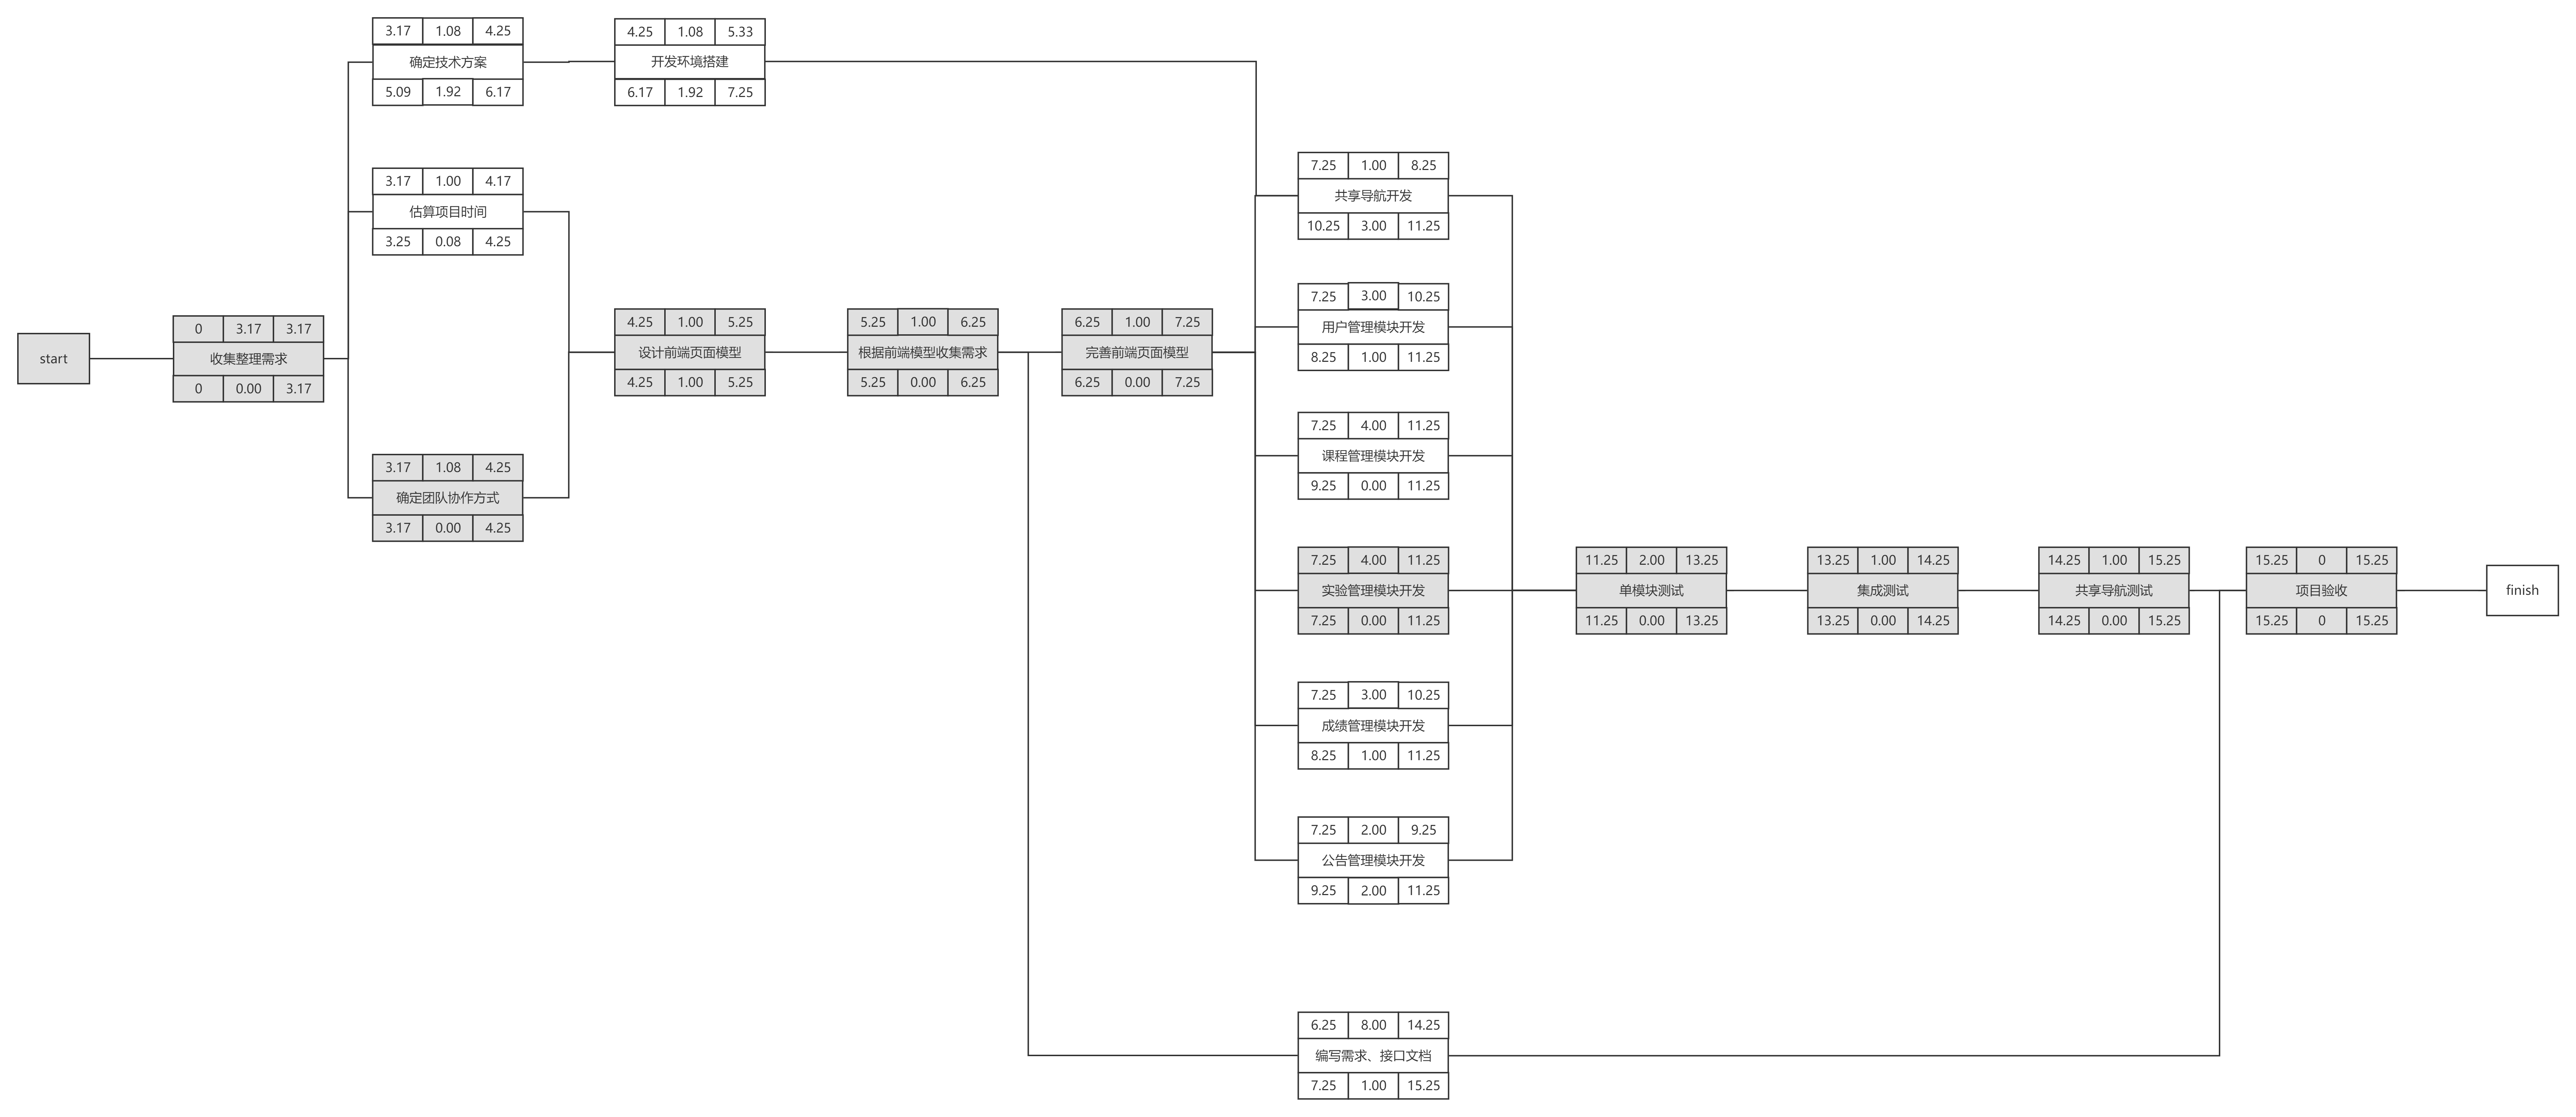 start
0 3.17 3.17
收集整理需求
0 0.00 3.17
3.17 1.08 4.25
确定技术方案
5.09 1.92 6.17
3.17 1.00 4.17
估算项目时间
3.25 0.08 4.25
3.17 1.08 4.25
确定团队协作方式
3.17 0.00 4.25
4.25 1.08 5.33
开发环境搭建
6.17 1.92 7.25
4.25 1.00 5.25
设计前端页面模型
4.25 1.00 5.25
5.25 1.00 6.25
根据前端模型收集需求
5.25 0.00 6.25
6.25 1.00 7.25
完善前端页面模型
6.25 0.00 7.25
7.25 1.00 8.25
共享导航开发
10.25 3.00 11.25
7.25 3.00 10.25
用户管理模块开发
8.25 1.00 11.25
7.25 4.00 11.25
课程管理模块开发
9.25 0.00 11.25
7.25 4.00 11.25
实验管理模块开发
7.25 0.00 11.25
7.25 3.00 10.25
成绩管理模块开发
8.25 1.00 11.25
7.25 2.00 9.25
公告管理模块开发
9.25 2.00 11.25
6.25 8.00 14.25
编写需求、接口文档
7.25 1.00 15.25
11.25 2.00 13.25
单模块测试
11.25 0.00 13.25
13.25 1.00 14.25
集成测试
13.25 0.00 14.25
14.25 1.00 15.25
共享导航测试
14.25 0.00 15.25
15.25 0 15.25
项目验收
15.25 0 15.25
finish